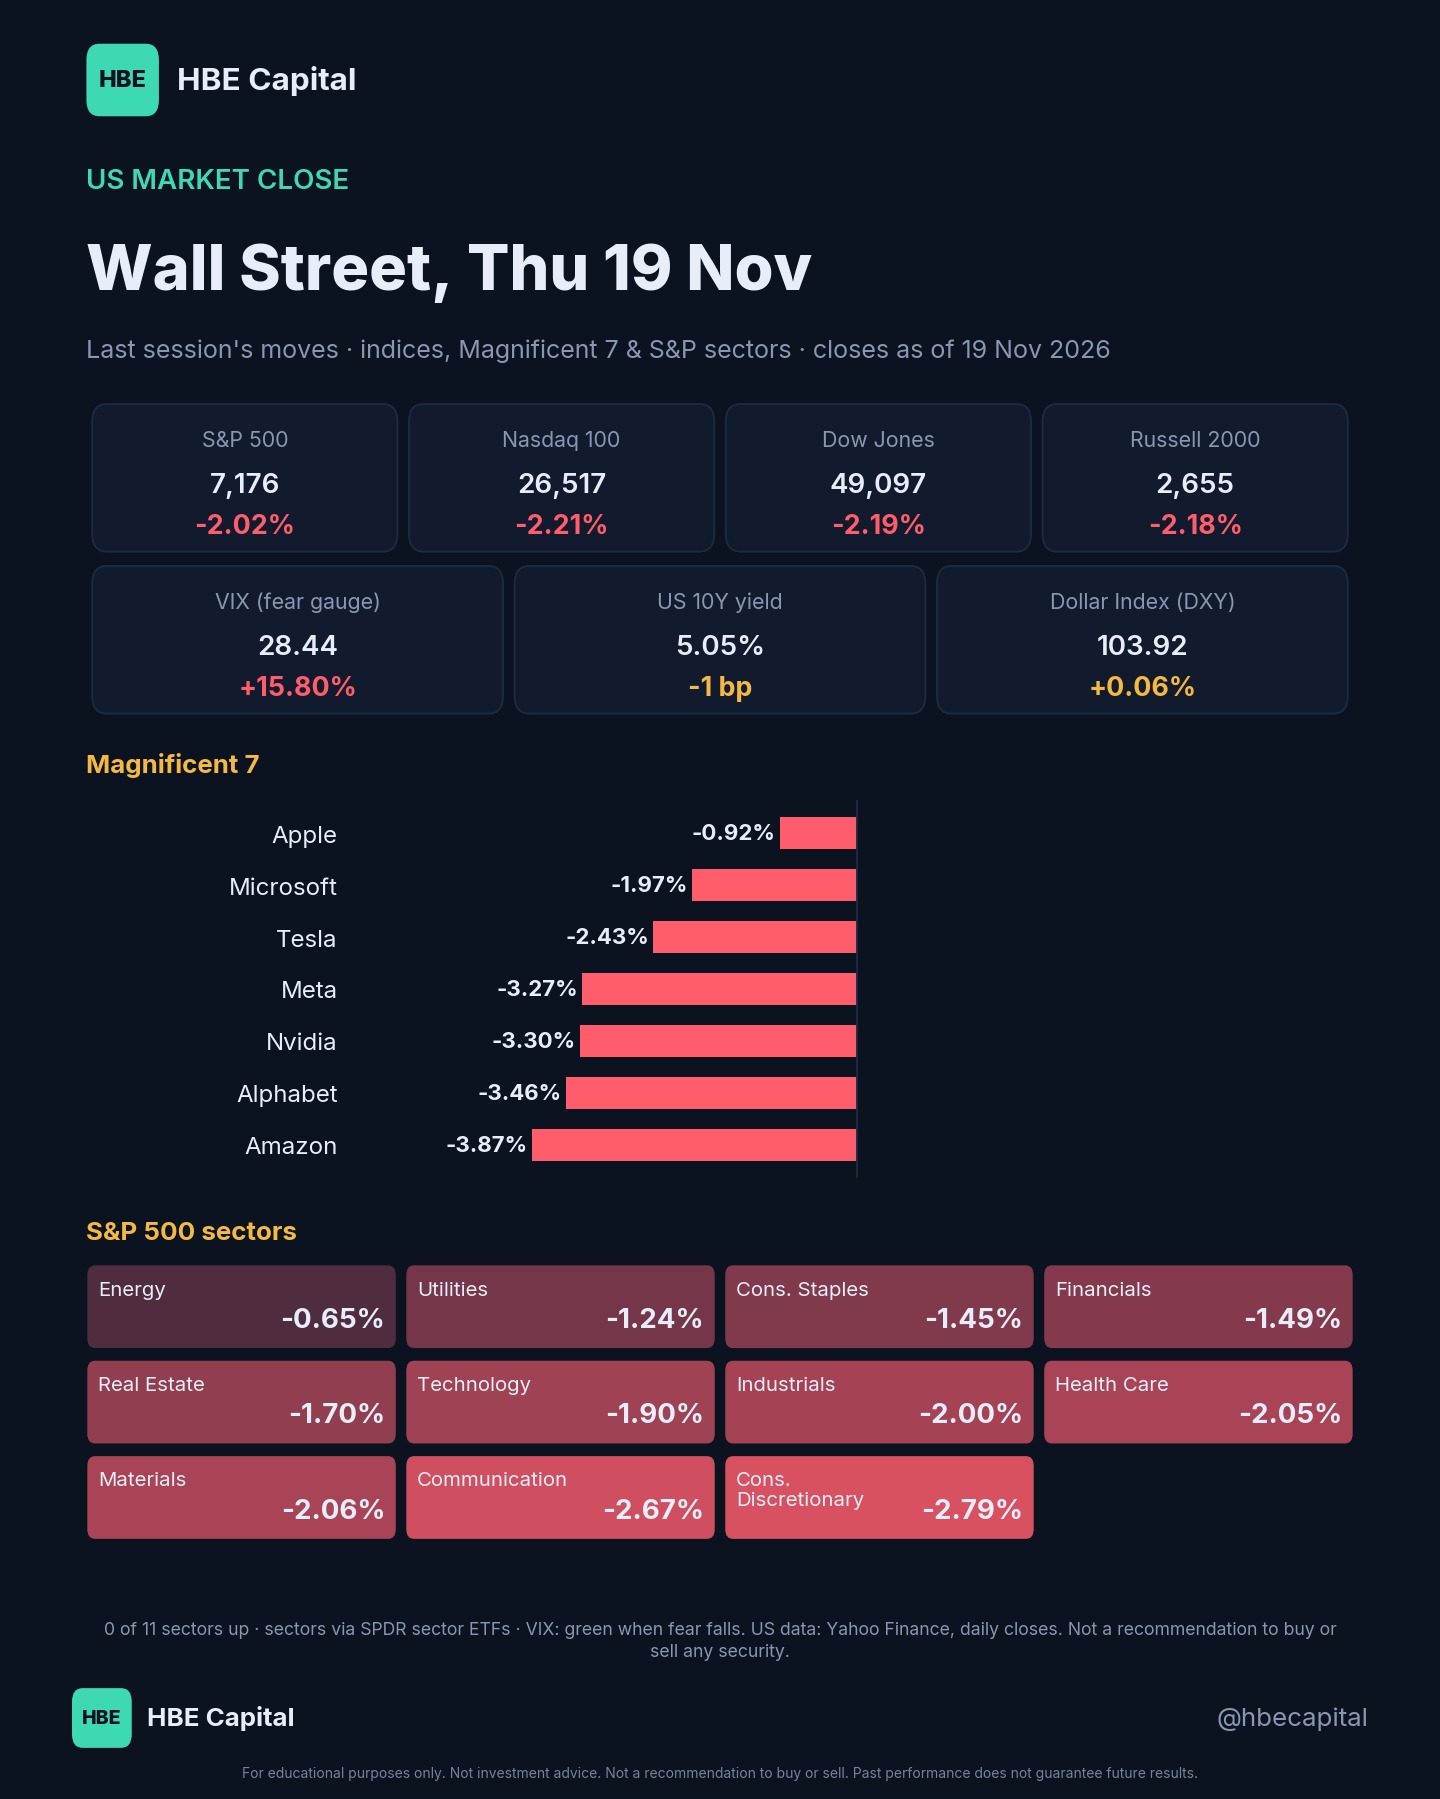 HBE HBE Capital
US MARKET CLOSE
Wall Street, Thu 19 Nov
Last session's moves · indices, Magnificent 7 & S&P sectors · closes as of 19 Nov 2026
S&P 500
7,176
-2.02%
Nasdaq 100
26,517
-2.21%
Dow Jones
49,097
-2.19%
Russell 2000
2,655
-2.18%
VIX (fear gauge)
28.44
+15.80%
US 10Y yield
5.05%
-1 bp
Dollar Index (DXY)
103.92
+0.06%
Magnificent 7
Apple -0.92%
Microsoft -1.97%
Tesla -2.43%
Meta -3.27%
Nvidia -3.30%
Alphabet -3.46%
Amazon -3.87%
S&P 500 sectors
Energy
-0.65%
Utilities
-1.24%
Cons. Staples
-1.45%
Financials
-1.49%
Real Estate
-1.70%
Technology
-1.90%
Industrials
-2.00%
Health Care
-2.05%
Materials
-2.06%
Communication
-2.67%
Cons.
Discretionary
-2.79%
0 of 11 sectors up · sectors via SPDR sector ETFs · VIX: green when fear falls. US data: Yahoo Finance, daily closes. Not a recommendation to buy or
sell any security.
HBE HBE Capital
@hbecapital
For educational purposes only. Not investment advice. Not a recommendation to buy or sell. Past performance does not guarantee future results.